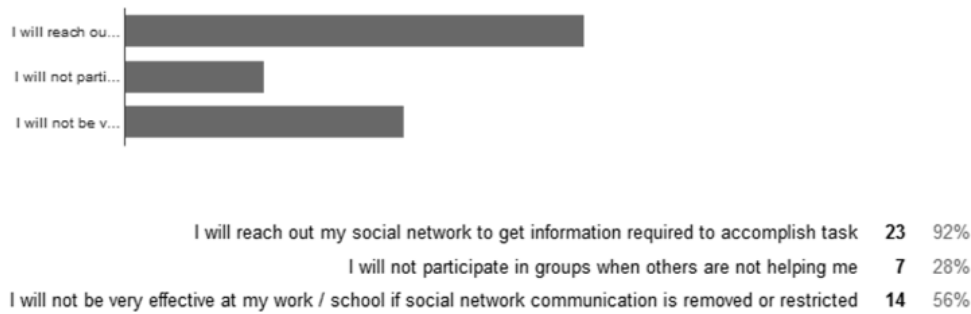 I will reach ou...
I will not parti...
I will not be v...
I will reach out my social network to get information required to accomplish task 23 92%
I will not participate in groups when others are not helping me 7 28%
I will not be very effective at my work / school if social network communication is removed or restricted 14 56%